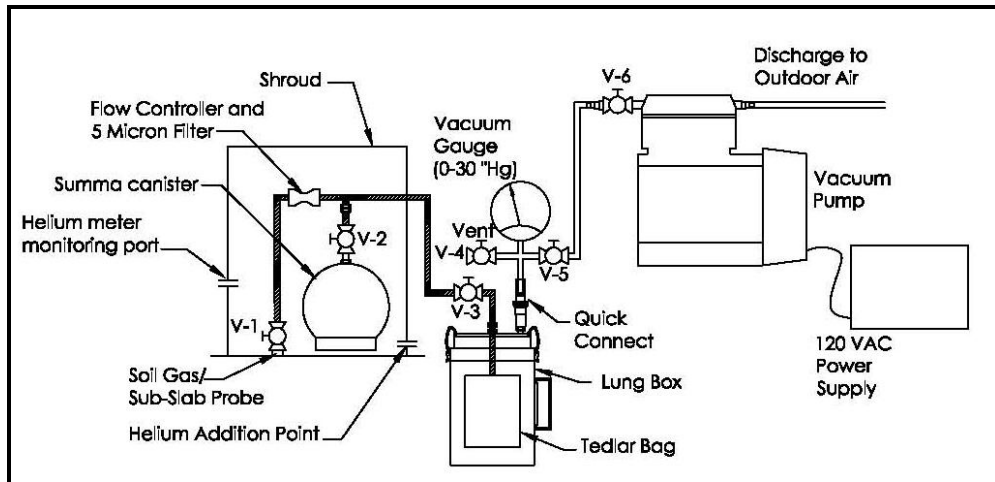 Shroud
Flow Controller and
5 Micron Filter
Summa canister
Helium meter
monitoring port
V-1
Soil Gas/
Sub-Slab Probe
Helium Addition Point
V-2
V-3
Vacuum
Gauge
(0-30 "Hg)
Vent
V-4
V-5
V-6
Quick
Connect
Lung Box
Tedlar Bag
Discharge to
Outdoor Air
Vacuum
Pump
120 VAC
Power
Supply